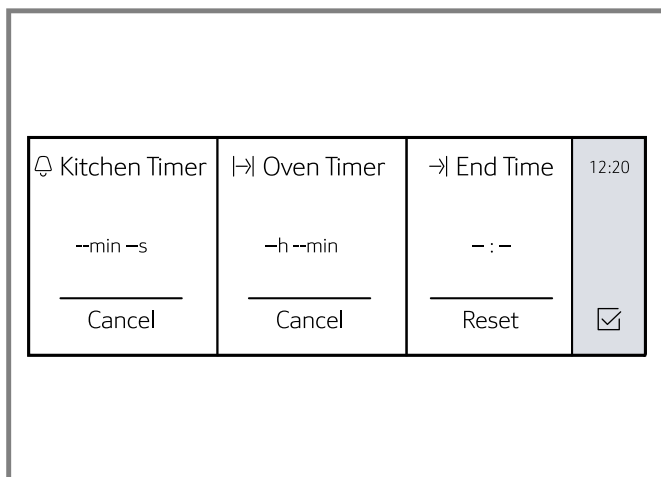 Kitchen Timer
--min –s
Cancel
Oven Timer
–h --min
Cancel
End Time
– : –
Reset
12:20